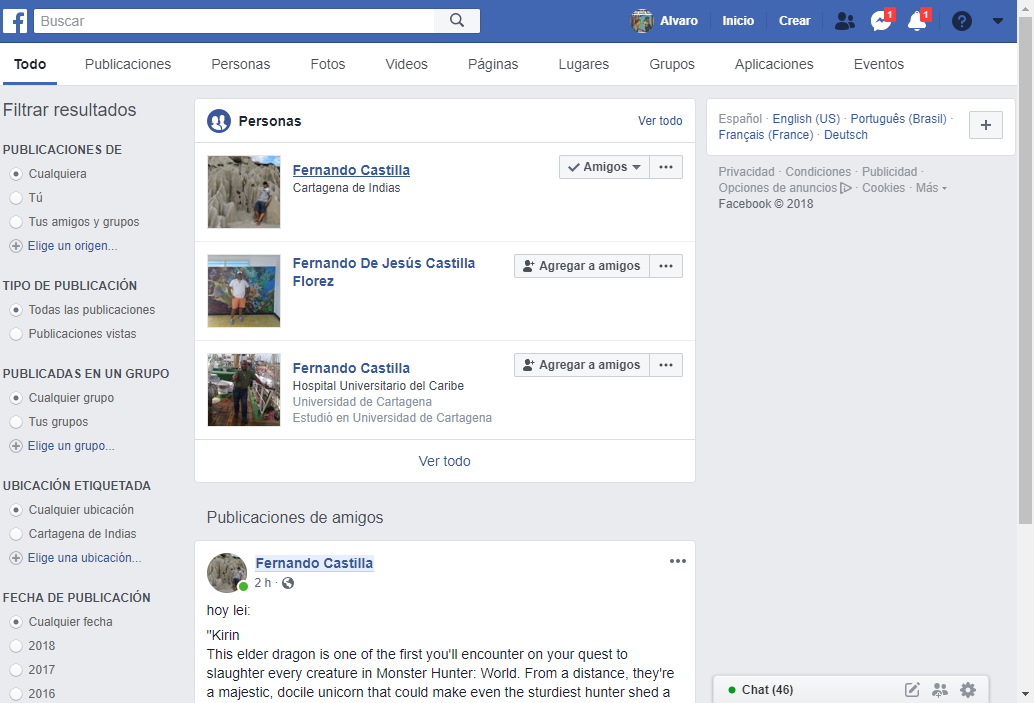 Buscar
Alvaro Inicio Crear 1 1
Todo Publicaciones Personas Fotos Videos Páginas Lugares Grupos Aplicaciones Eventos
Filtrar resultados
PUBLICACIONES DE
Cualquiera
Tú
Tus amigos y grupos
Elige un origen...
TIPO DE PUBLICACIÓN
Todas las publicaciones
Publicaciones vistas
PUBLICADAS EN UN GRUPO
Cualquier grupo
Tus grupos
Elige un grupo...
UBICACIÓN ETIQUETADA
Cualquier ubicación
Cartagena de Indias
Elige una ubicación...
FECHA DE PUBLICACIÓN
Cualquier fecha
2018
2017
2016
Personas Ver todo
Fernando Castilla
Cartagena de Indias
Amigos
Fernando De Jesús Castilla
Florez
Agregar a amigos
Fernando Castilla
Hospital Universitario del Caribe
Universidad de Cartagena
Estudió en Universidad de Cartagena
Agregar a amigos
Ver todo
Publicaciones de amigos
Fernando Castilla
2 h ·
hoy lei:
"Kirin
This elder dragon is one of the first you'll encounter on your quest to
slaughter every creature in Monster Hunter: World. From a distance, they're
a majestic, docile unicorn that could make even the sturdiest hunter shed a
Español · English (US) · Português (Brasil) ·
Français (France) · Deutsch
Privacidad · Condiciones · Publicidad ·
Opciones de anuncios · Cookies · Más
Facebook © 2018
Chat (46)